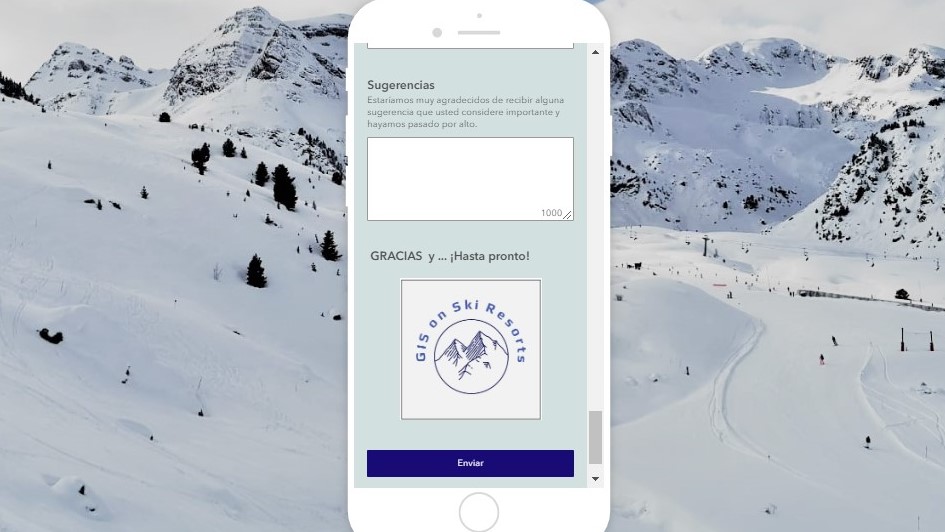 Sugerencias
Estaríamos muy agradecidos de recibir alguna
sugerencia que usted considere importante y
hayamos pasado por alto.
1000
GRACIAS y ... ¡Hasta pronto!
GIS on Ski Resorts
Enviar